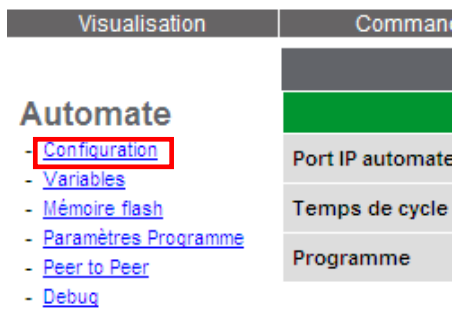 Visualisation
Comman
Automate
- Configuration
- Variables
- Mémoire flash
- Paramètres Programme
- Peer to Peer
- Debug
Port IP automate
Temps de cycle
Programme